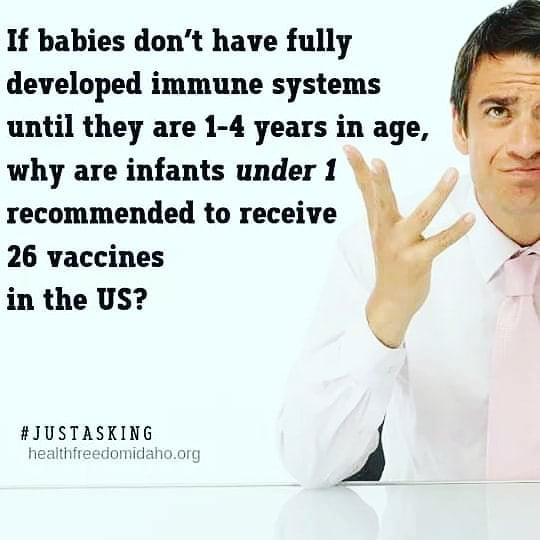 If babies don't have fully
developed immune systems
until they are 1-4 years in age,
why are infants under 1
recommended to receive
26 vaccines
in the US?
#JUSTASKING
healthfreedomidaho.org